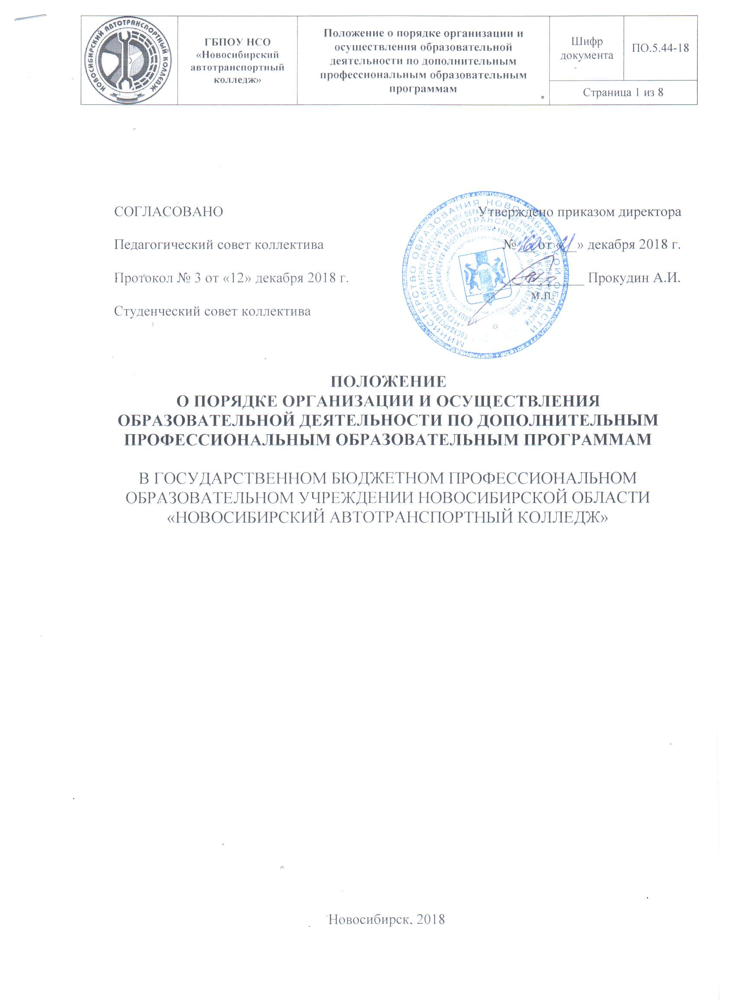 НОВОСИБИРСКИЙ АВТОТРАНСПОРТНЫЙ КОЛЛЕДЖ
ГБПОУ НСО
«Новосибирский
автотранспортный
колледж»
Положение о порядке организации и
осуществления образовательной
деятельности по дополнительным
профессиональным образовательным
программам
Шифр
документа
ПО.5.44-18
Страница 1 из 8
СОГЛАСОВАНО
Утверждено приказом директора
Педагогический совет коллектива
№ от « » декабря 2018 г.
Протокол № 3 от «12» декабря 2018 г.
Прокудин А.И.
м.п.
Студенческий совет коллектива
МИНИСТЕРСТВО ОБРАЗОВАНИЯ НОВОСИБИРСКОЙ ОБЛАСТИ
ПОЛОЖЕНИЕ
О ПОРЯДКЕ ОРГАНИЗАЦИИ И ОСУЩЕСТВЛЕНИЯ
ОБРАЗОВАТЕЛЬНОЙ ДЕЯТЕЛЬНОСТИ ПО ДОПОЛНИТЕЛЬНЫМ
ПРОФЕССИОНАЛЬНЫМ ОБРАЗОВАТЕЛЬНЫМ ПРОГРАММАМ
В ГОСУДАРСТВЕННОМ БЮДЖЕТНОМ ПРОФЕССИОНАЛЬНОМ
ОБРАЗОВАТЕЛЬНОМ УЧРЕЖДЕНИИ НОВОСИБИРСКОЙ ОБЛАСТИ
«НОВОСИБИРСКИЙ АВТОТРАНСПОРТНЫЙ КОЛЛЕДЖ»
Новосибирск, 2018